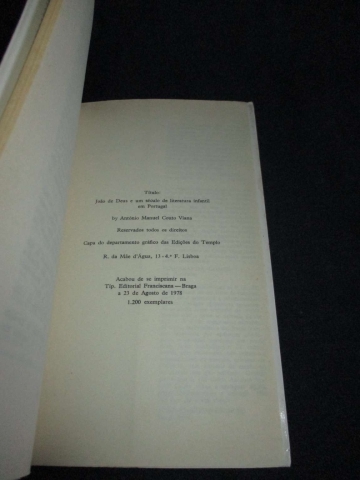 Título:
João de Deus e um século de literatura infantil
em Portugal
by António Manuel Couto Viana
Reservados todos os direitos
Capa do departamento gráfico das Edições do Templo
R. da Mãe d'Água, 13-4.º F. Lisboa
Acabou de se imprimir na
Tip. Editorial Franciscana — Braga
a 23 de Agosto de 1978
1.200 exemplares